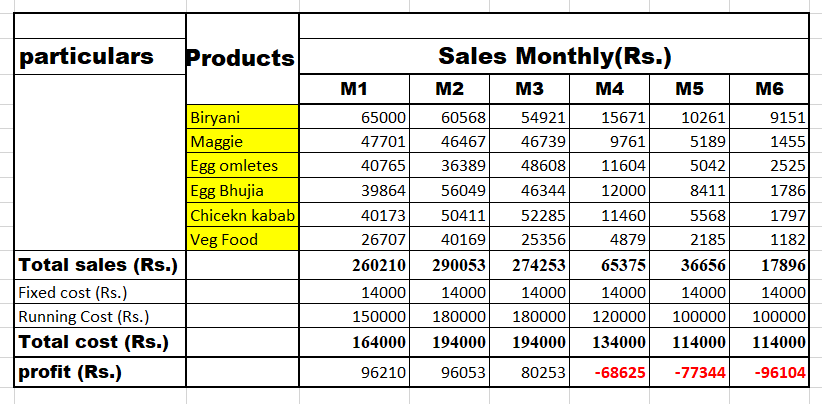 particulars Products Sales Monthly(Rs.)
M1 M2 M3 M4 M5 M6
Biryani 65000 60568 54921 15671 10261 9151
Maggie 47701 46467 46739 9761 5189 1455
Egg omletes 40765 36389 48608 11604 5042 2525
Egg Bhujia 39864 56049 46344 12000 8411 1786
Chicekn kabab 40173 50411 52285 11460 5568 1797
Veg Food 26707 40169 25356 4879 2185 1182
Total sales (Rs.) 260210 290053 274253 65375 36656 17896
Fixed cost (Rs.) 14000 14000 14000 14000 14000 14000
Running Cost (Rs.) 150000 180000 180000 120000 100000 100000
Total cost (Rs.) 164000 194000 194000 134000 114000 114000
profit (Rs.) 96210 96053 80253 -68625 -77344 -96104